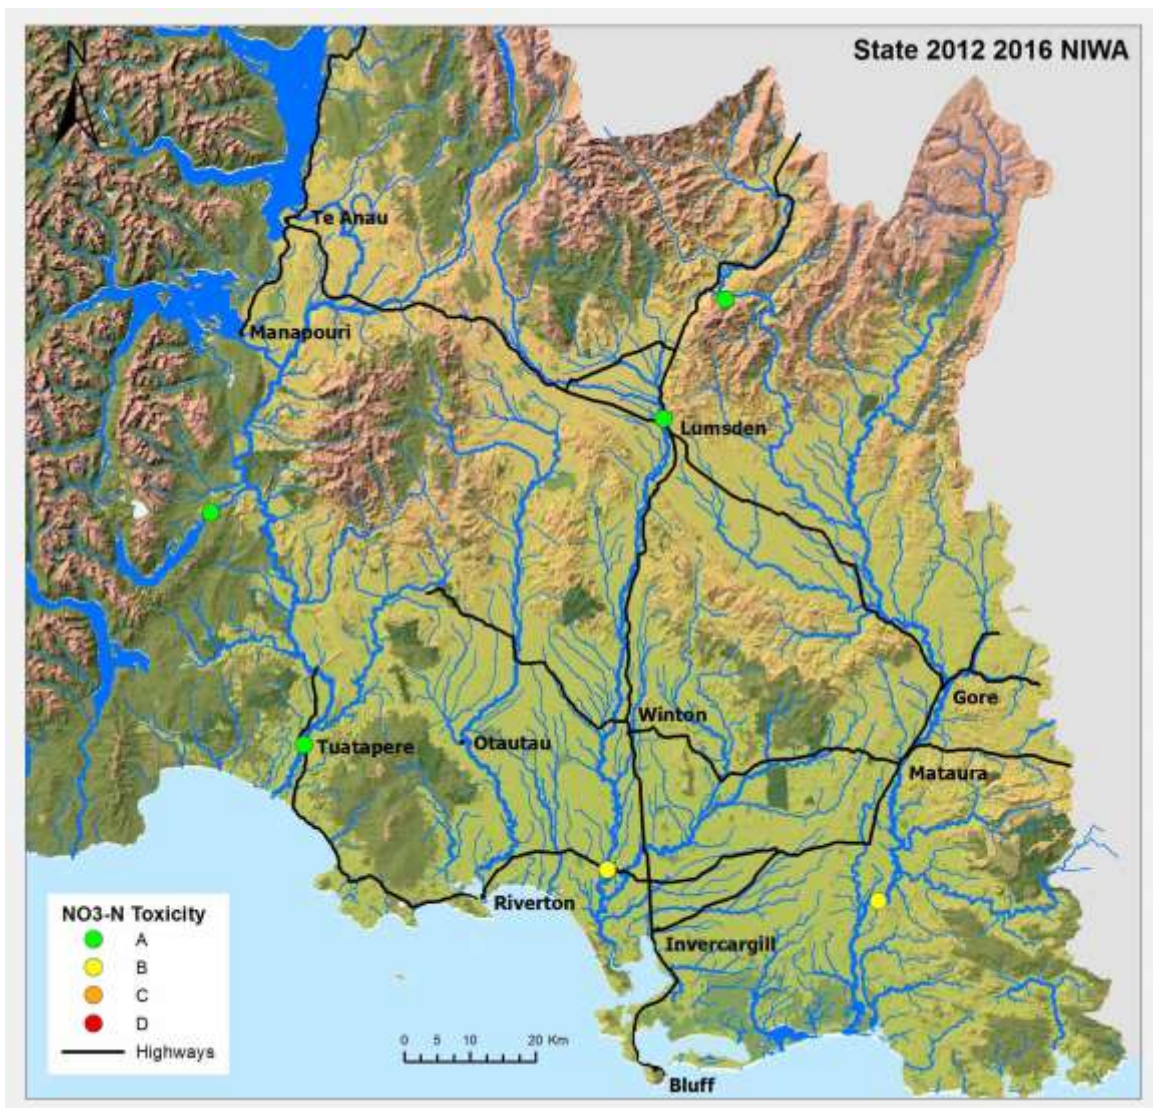 State 2012 2016 NIWA
N
Te Anau
Manapouri
Lumsden
Gore
Winton
Tuatapere
Otautau
Mataura
Riverton
Invercargill
Bluff
NO3-N Toxicity
A
B
C
D
Highways
0 5 10 20 Km